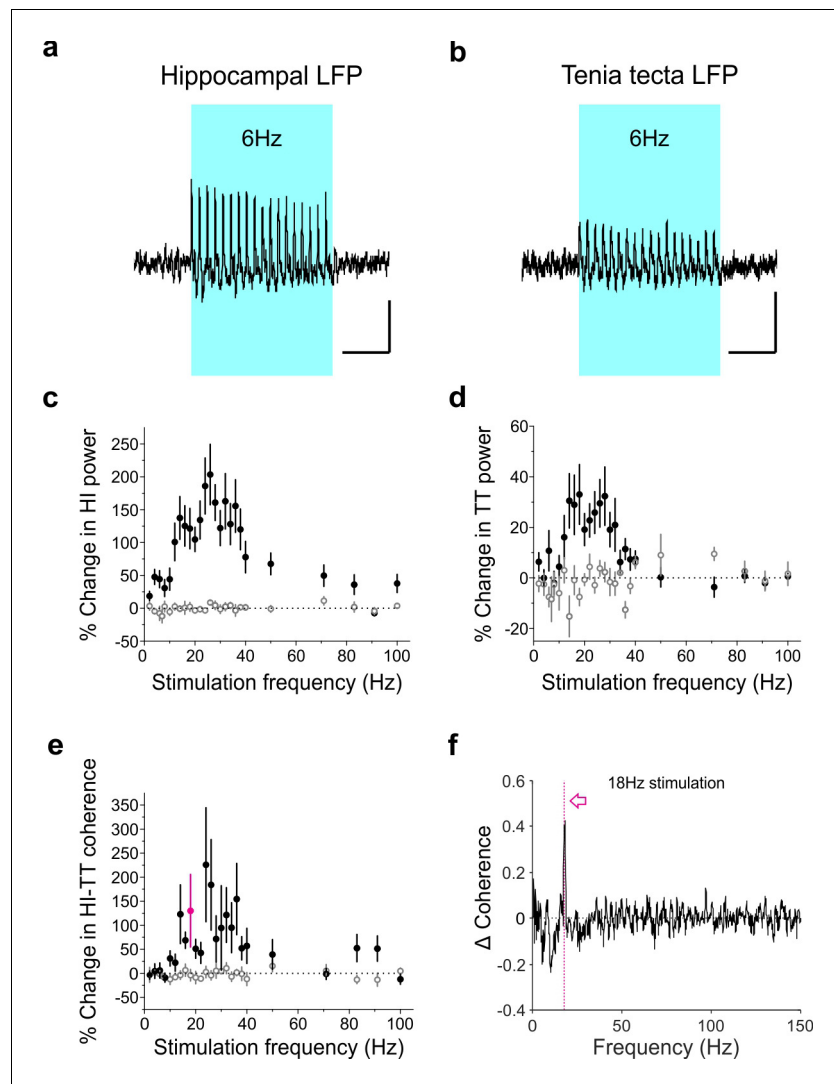 a
Hippocampal LFP
6Hz
b
Tenia tecta LFP
6Hz
c
% Change in HI power
250
200
150
100
50
0
-50
0 20 40 60 80 100
Stimulation frequency (Hz)
d
% Change in TT power
60
40
20
0
-20
0 20 40 60 80 100
Stimulation frequency (Hz)
e
% Change in HI-TT coherence
350
300
250
200
150
100
50
0
-50
0 20 40 60 80 100
Stimulation frequency (Hz)
f
18Hz stimulation
Δ Coherence
0.6
0.4
0.2
0
-0.2
-0.4
0 50 100 150
Frequency (Hz)